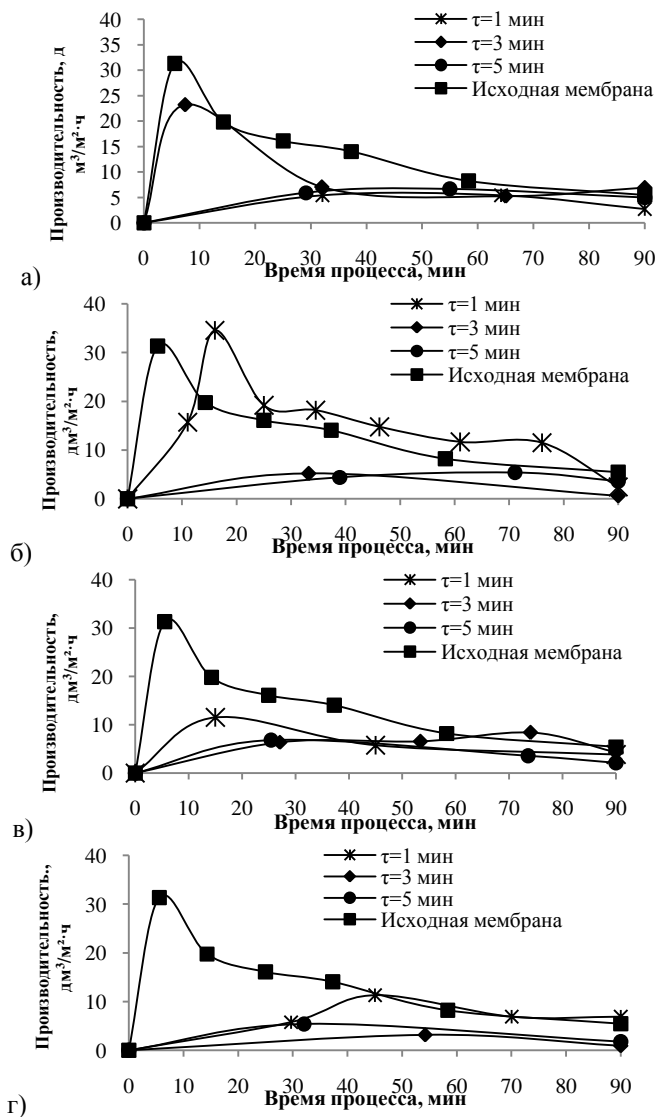 Производительность, д
м³/м²·ч
40
35
30
25
20
15
10
5
0
τ=1 мин
τ=3 мин
τ=5 мин
Исходная мембрана
0 10 20 30 40 50 60 70 80 90
Время процесса, мин
а)
Производительность,
дм³/м²·ч
40
30
20
10
0
τ=1 мин
τ=3 мин
τ=5 мин
Исходная мембрана
0 10 20 30 40 50 60 70 80 90
Время процесса, мин
б)
Производительность,
дм³/м²·ч
40
30
20
10
0
τ=1 мин
τ=3 мин
τ=5 мин
Исходная мембрана
0 10 20 30 40 50 60 70 80 90
Время процесса, мин
в)
Производительность.,
дм³/м²·ч
40
30
20
10
0
τ=1 мин
τ=3 мин
τ=5 мин
Исходная мембрана
0 10 20 30 40 50 60 70 80 90
Время процесса, мин
г)